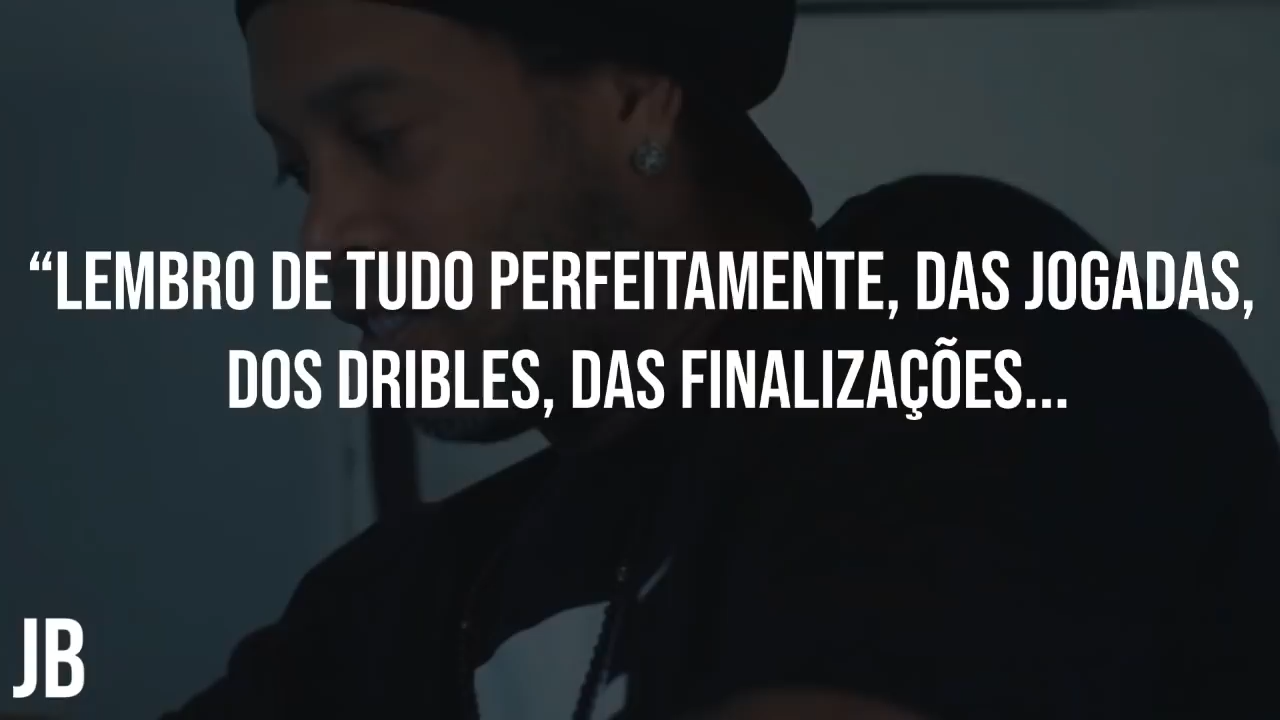 “LEMBRO DE TUDO PERFEITAMENTE, DAS JOGADAS,
DOS DRIBLES, DAS FINALIZAÇÕES...
JB